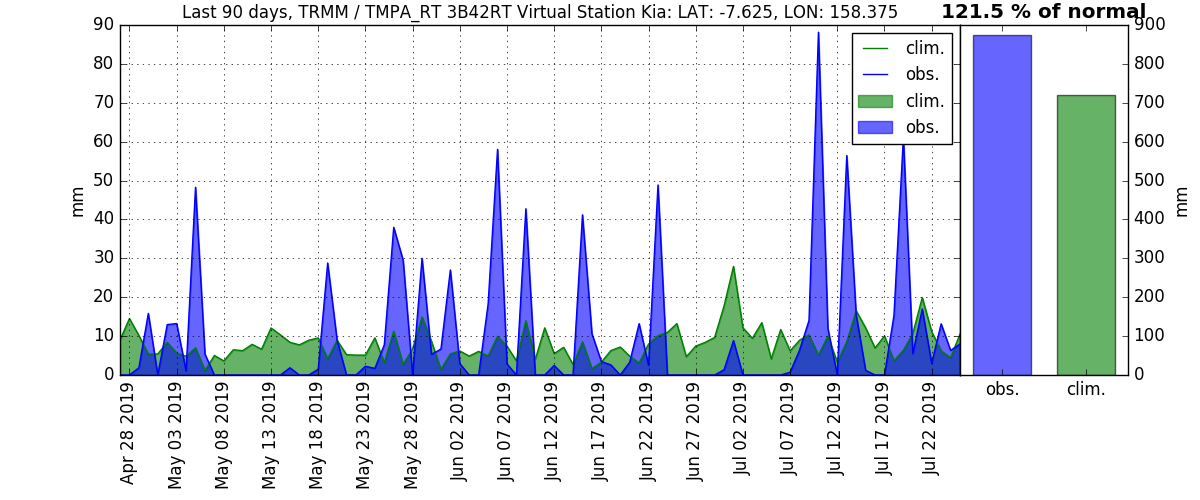 Last 90 days, TRMM / TMPA_RT 3B42RT Virtual Station Kia: LAT: -7.625, LON: 158.375
121.5 % of normal
90
80
70
60
50
40
30
20
10
0
mm
clim.
obs.
clim.
obs.
900
800
700
600
500
400
300
200
100
0
mm
Apr 28 2019
May 03 2019
May 08 2019
May 13 2019
May 18 2019
May 23 2019
May 28 2019
Jun 02 2019
Jun 07 2019
Jun 12 2019
Jun 17 2019
Jun 22 2019
Jun 27 2019
Jul 02 2019
Jul 07 2019
Jul 12 2019
Jul 17 2019
Jul 22 2019
obs.
clim.